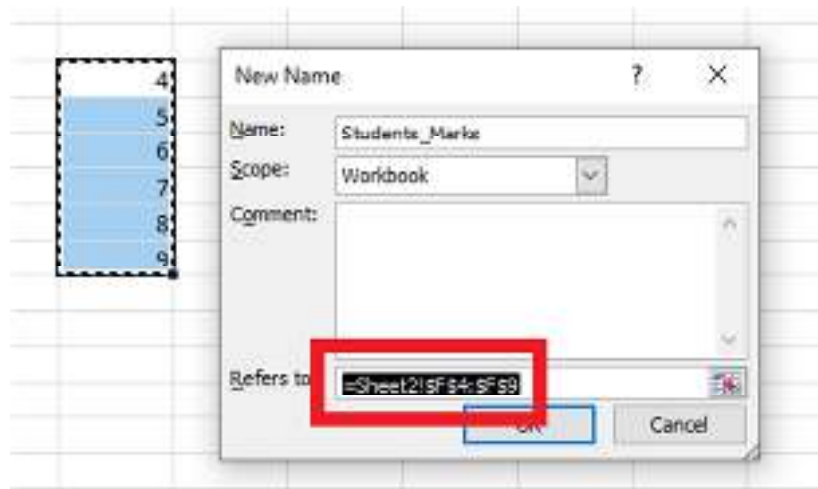 4
5
6
7
8
9
New Name ? ×
Name: Students_Marks
Scope: Workbook
Comment:
Refers to =Sheet2!$F$4:$F$9
OK Cancel